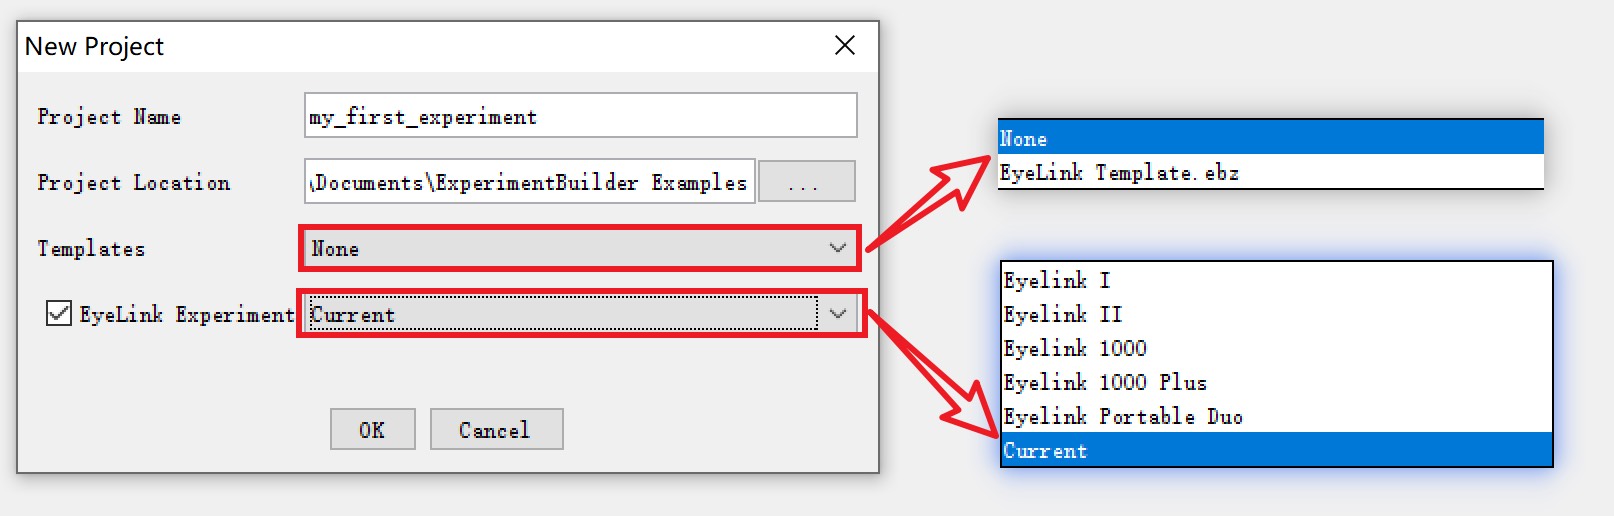 New Project
Project Name
my_first_experiment
Project Location
\Documents\ExperimentBuilder Examples
...
Templates
None
EyeLink Experiment
Current
OK
Cancel
None
EyeLink Template.ebz
Eyelink I
Eyelink II
Eyelink 1000
Eyelink 1000 Plus
Eyelink Portable Duo
Current